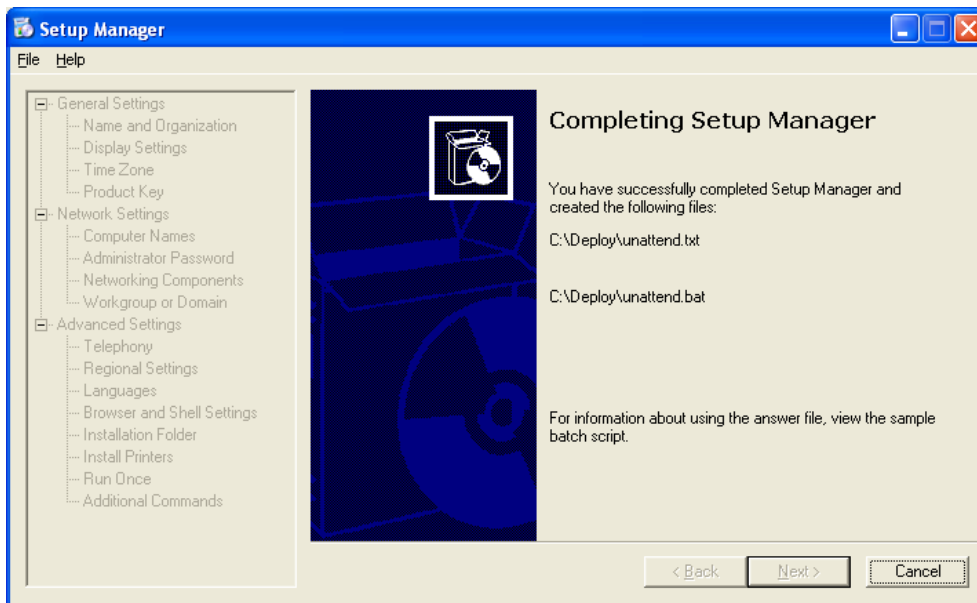 Setup Manager
File Help
General Settings
Name and Organization
Display Settings
Time Zone
Product Key
Network Settings
Computer Names
Administrator Password
Networking Components
Workgroup or Domain
Advanced Settings
Telephony
Regional Settings
Languages
Browser and Shell Settings
Installation Folder
Install Printers
Run Once
Additional Commands
Completing Setup Manager
You have successfully completed Setup Manager and
created the following files:
C:\Deploy\unattend.txt
C:\Deploy\unattend.bat
For information about using the answer file, view the sample
batch script.
< Back Next > Cancel